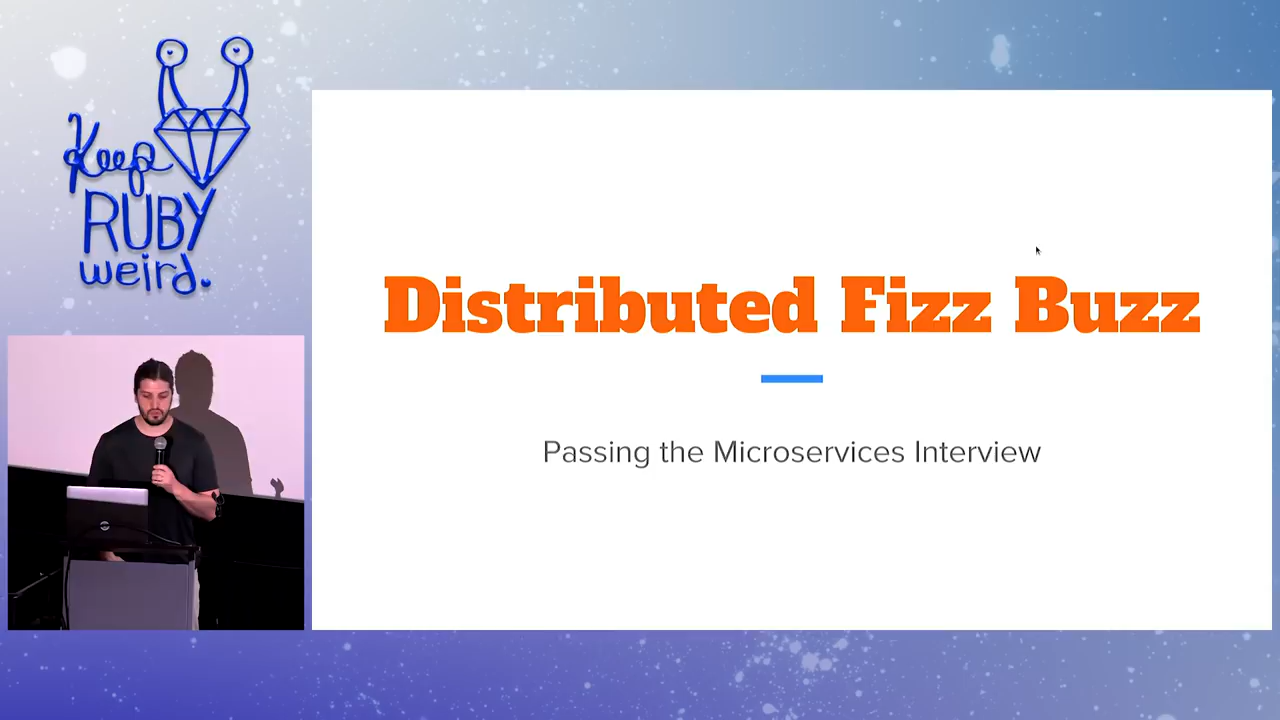 Keep
RUBY
weird.
Distributed Fizz Buzz
Passing the Microservices Interview